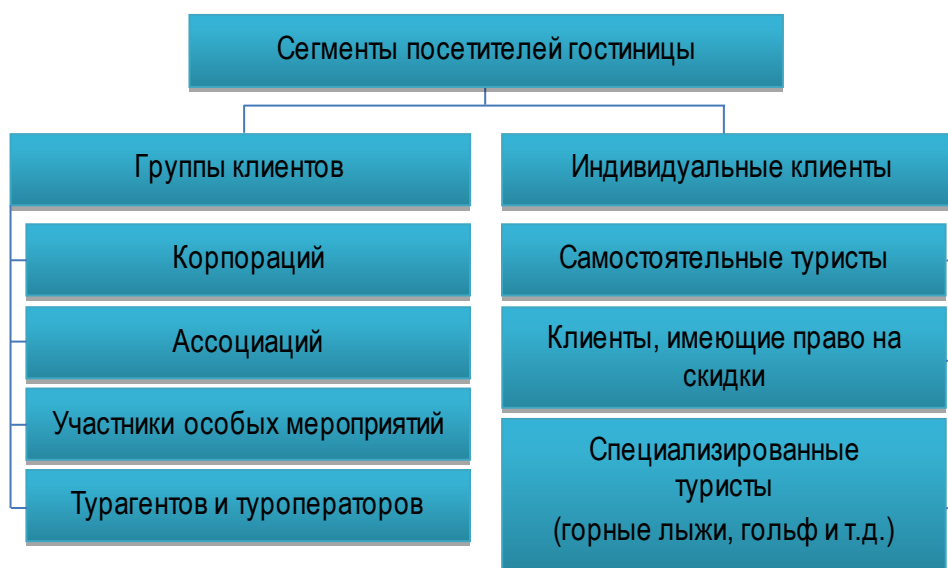 Сегменты посетителей гостиницы
Группы клиентов
Корпораций
Ассоциаций
Участники особых мероприятий
Турагентов и туроператоров
Индивидуальные клиенты
Самостоятельные туристы
Клиенты, имеющие право на
скидки
Специализированные
туристы
(горные лыжи, гольф и т.д.)